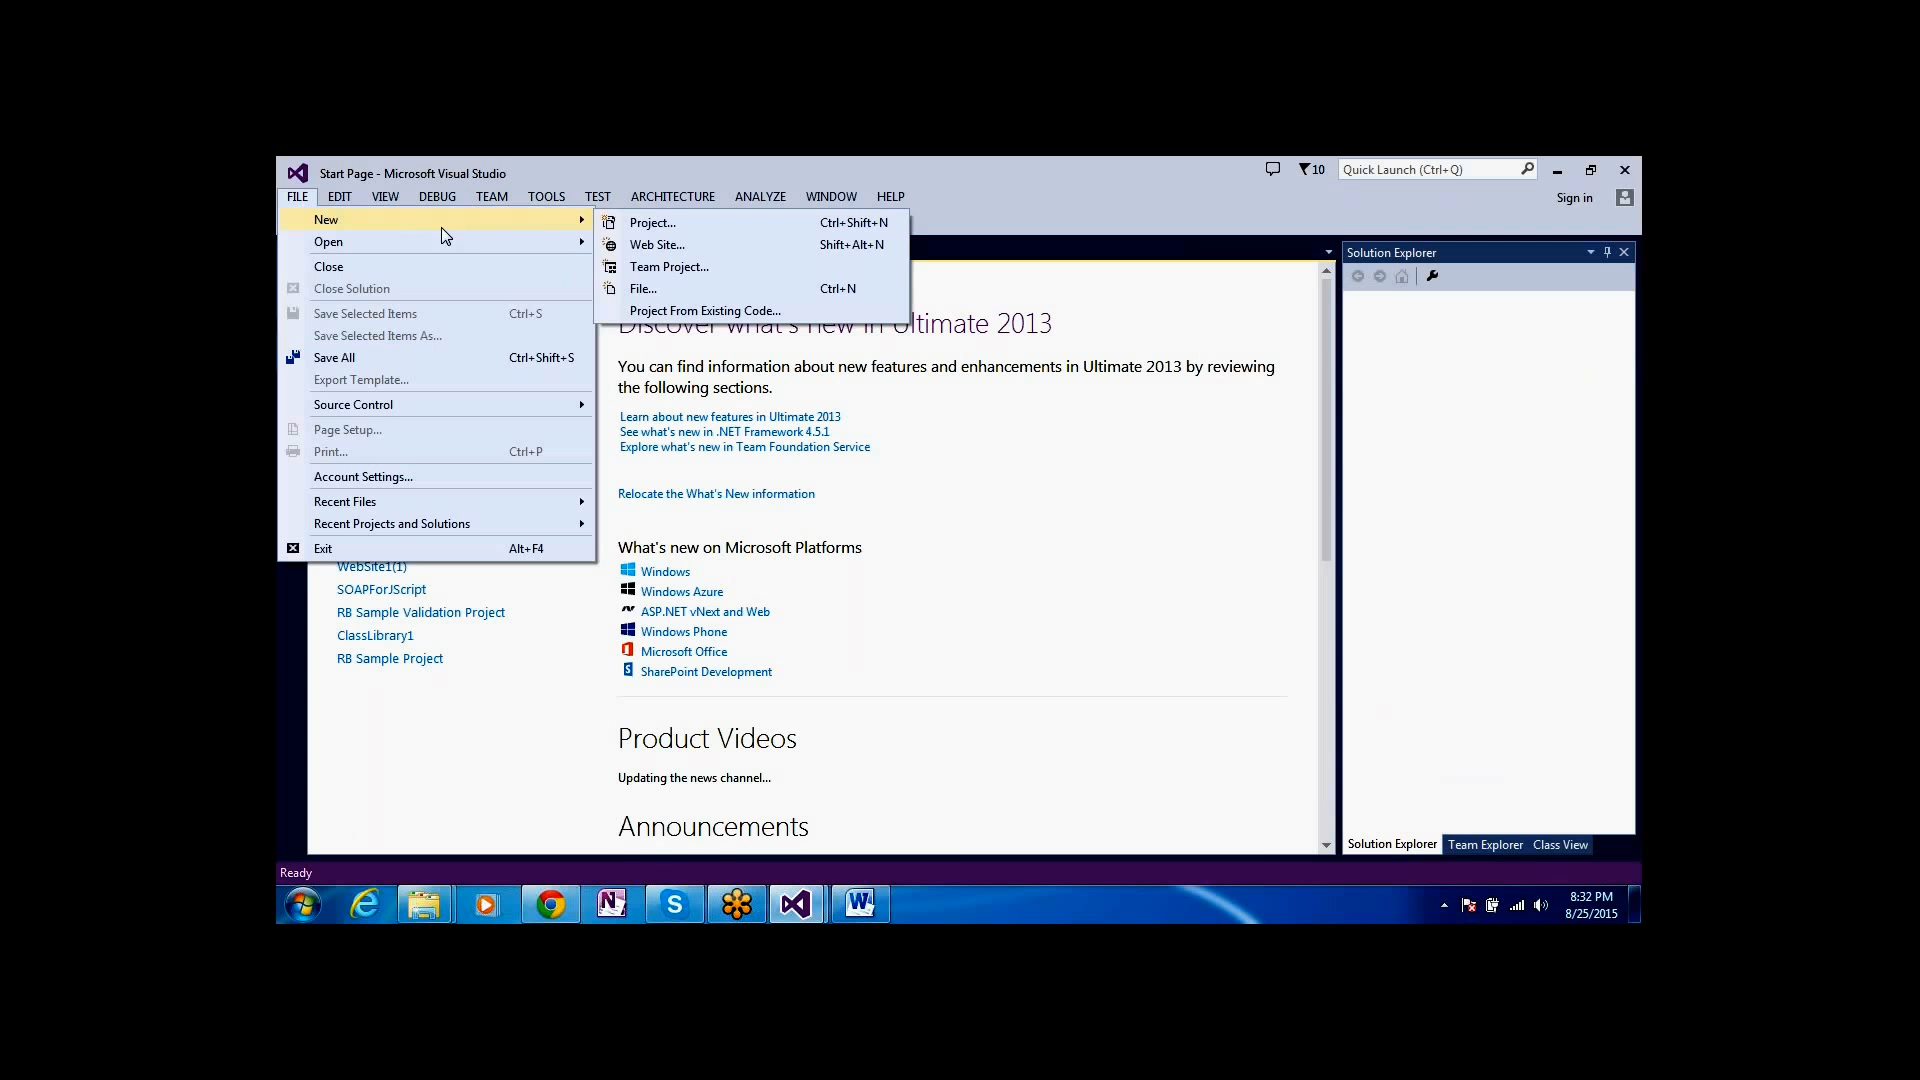 Start Page - Microsoft Visual Studio
10
Quick Launch (Ctrl+Q)
FILE EDIT VIEW DEBUG TEAM TOOLS TEST ARCHITECTURE ANALYZE WINDOW HELP
Sign in
New
Open
Close
Close Solution
Save Selected Items Ctrl+S
Save Selected Items As...
Save All Ctrl+Shift+S
Export Template...
Source Control
Page Setup...
Print... Ctrl+P
Account Settings...
Recent Files
Recent Projects and Solutions
Exit Alt+F4
Project... Ctrl+Shift+N
Web Site... Shift+Alt+N
Team Project...
File... Ctrl+N
Project From Existing Code...
WebSite1(1)
SOAPForJScript
RB Sample Validation Project
ClassLibrary1
RB Sample Project
Discover what's new in Ultimate 2013
You can find information about new features and enhancements in Ultimate 2013 by reviewing
the following sections.
Learn about new features in Ultimate 2013
See what's new in .NET Framework 4.5.1
Explore what's new in Team Foundation Service
Relocate the What's New information
What's new on Microsoft Platforms
Windows
Windows Azure
ASP.NET vNext and Web
Windows Phone
Microsoft Office
SharePoint Development
Product Videos
Updating the news channel...
Announcements
Solution Explorer
Solution Explorer Team Explorer Class View
Ready
8:32 PM
8/25/2015